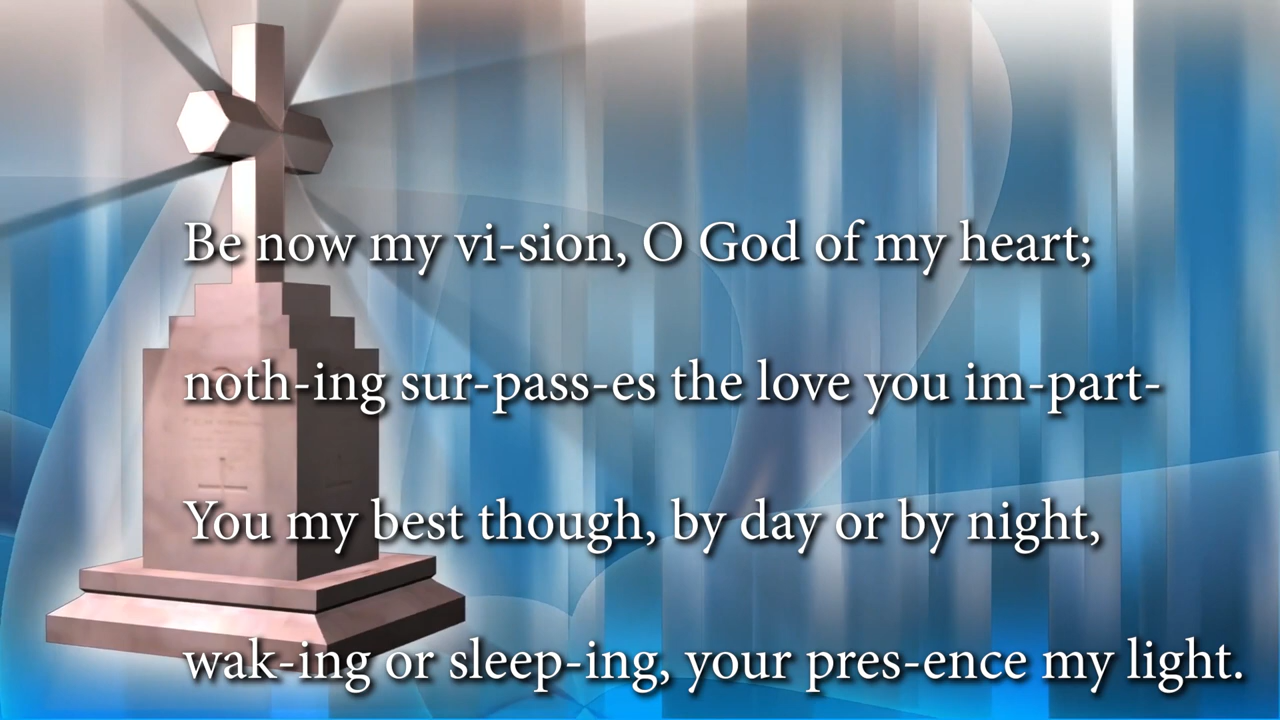 Be now my vi-sion, O God of my heart;
noth-ing sur-pass-es the love you im-part-
You my best though, by day or by night,
wak-ing or sleep-ing, your pres-ence my light.